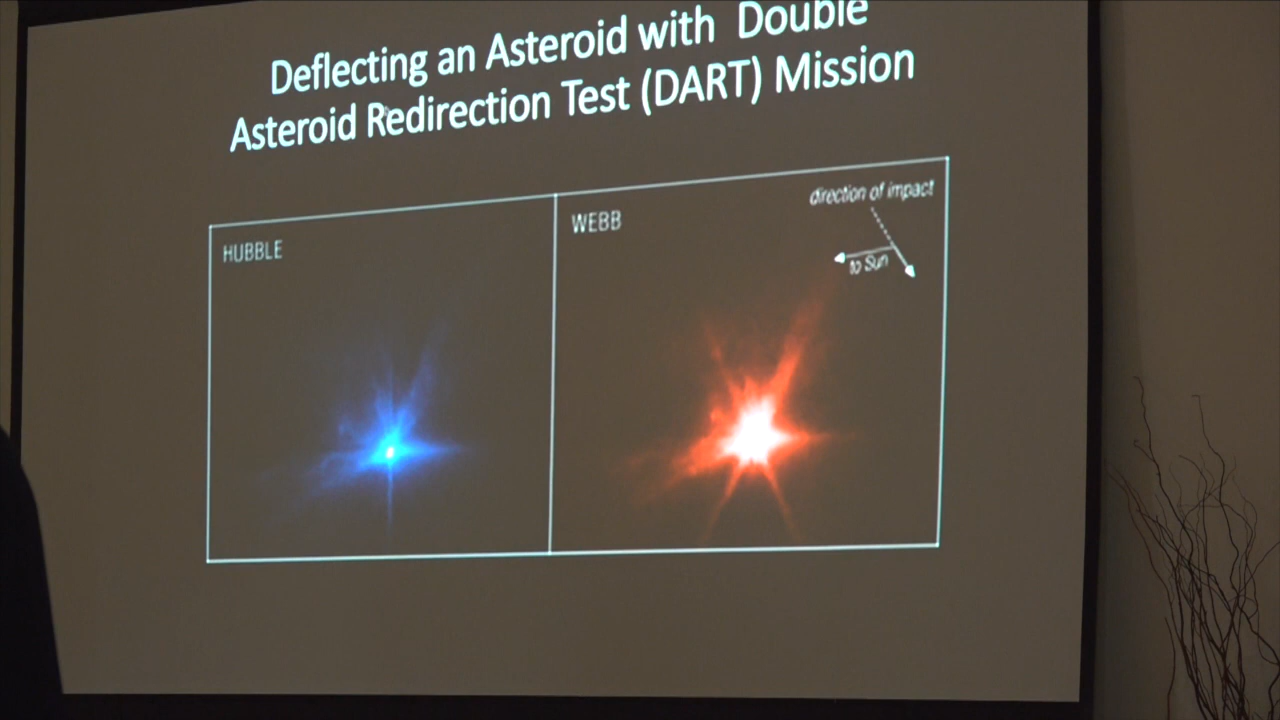 Deflecting an Asteroid with Double
Asteroid Redirection Test (DART) Mission
HUBBLE
WEBB
direction of impact
to Sun